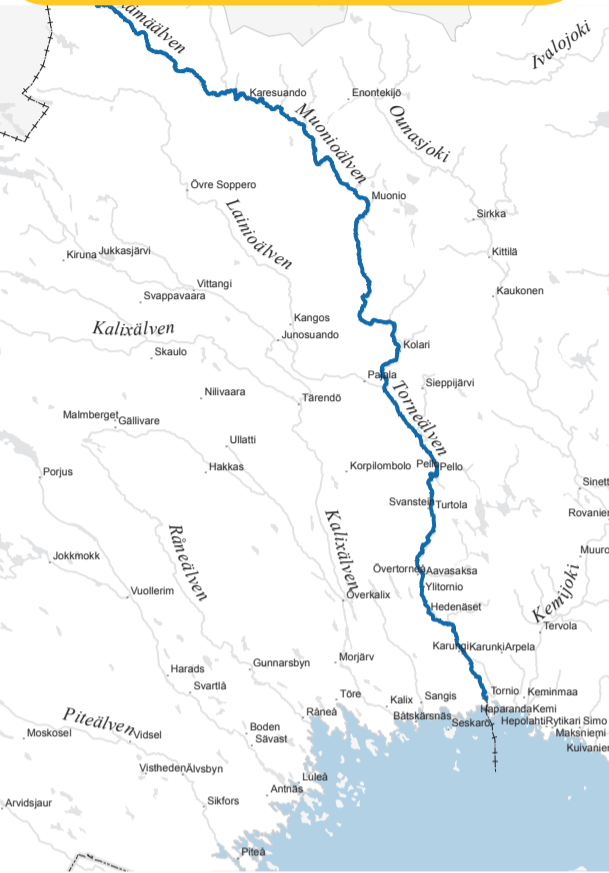 ämäälven
Ivalojoki
Karesuando
Enontekijö
Muonioälven
Ounasjoki
Övre Soppero
Muonio
Lainioälven
Sirkka
Kiruna
Jukkasjärvi
Kittilä
Vittangi
Svappavaara
Kaukonen
Kangos
Kalixälven
Junosuando
Kolari
Skaulo
Pajala
Sieppijärvi
Nilivaara
Tärendö
Torneälven
Malmberget
Gällivare
Ullatti
Hakkas
Korpilombolo
Pello
Pello
Porjus
Sinett
Svanstein
Turtola
Rovanier
Råneälven
Kalixälven
Muuro
Jokkmokk
Övertorneå
Aavasaksa
Vuollerim
Ylitornio
Överkalix
Hedenäset
Kemijoki
Tervola
Karungi
Karunki
Arpela
Gunnarsbyn
Morjärv
Harads
Svartlå
Töre
Kalix
Sangis
Tornio
Keminmaa
Råneå
Båtskärsnäs
Haparanda
Kemi
Seskarö
Hepolahti
Rytikari
Simo
Piteälven
Moskosel
Vidsel
Boden
Maksniemi
Sävast
Kuivanier
Vistheden
Älvsbyn
Luleå
Antnäs
Arvidsjaur
Sikfors
Piteå